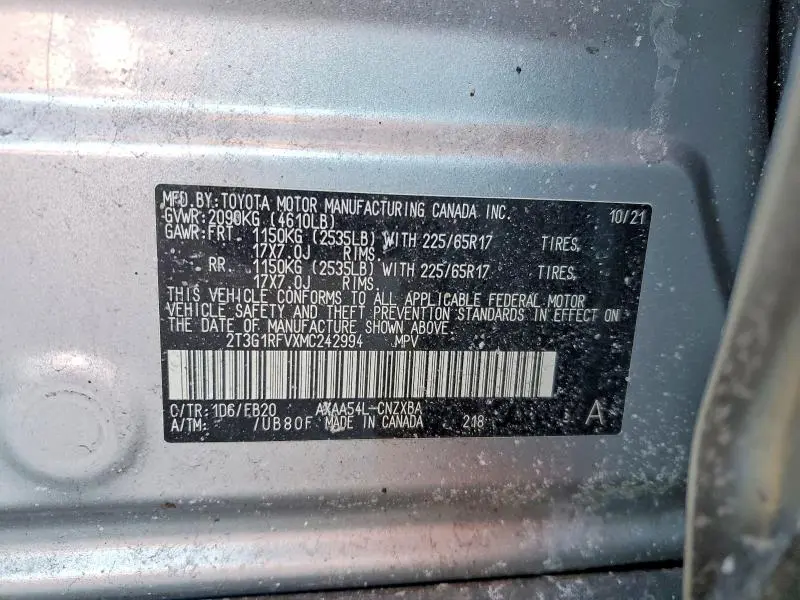 MFD.BY:TOYOTA MOTOR MANUFACTURING CANADA INC. 10/21
GVWR:2090KG (4610LB)
GAWR:FRT. 1150KG (2535LB) WITH 225/65R17 TIRES,
17X7.0J RIMS.
RR. 1150KG (2535LB) WITH 225/65R17 TIRES,
17X7.0J RIMS.
THIS VEHICLE CONFORMS TO ALL APPLICABLE FEDERAL MOTOR
VEHICLE SAFETY AND THEFT PREVENTION STANDARDS IN EFFECT ON
THE DATE OF MANUFACTURE SHOWN ABOVE.
2T3G1RFVXMC242994 MPV
C/TR:1D6/EB20 AXAA54L-CNZXBA A
A/TM: /UB80F MADE IN CANADA 218